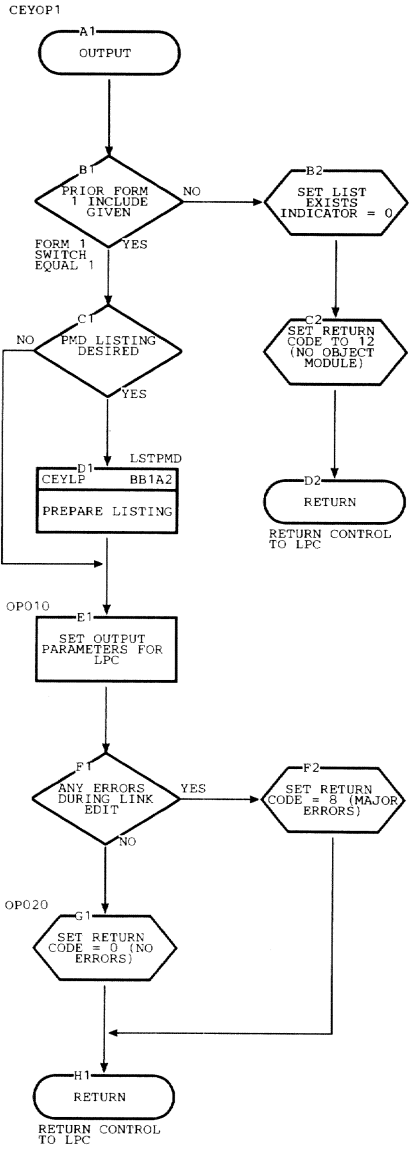 CEYOP1
A1
OUTPUT
B1
PRIOR FORM
1 INCLUDE
GIVEN
NO
B2
SET LIST
EXISTS
INDICATOR = 0
FORM 1
SWITCH
EQUAL 1
YES
C1
PMD LISTING
DESIRED
NO
YES
C2
SET RETURN
CODE TO 12
(NO OBJECT
MODULE)
D1
LSTPMD
CEYLP BB1A2
PREPARE LISTING
D2
RETURN
RETURN CONTROL
TO LPC
OP010
E1
SET OUTPUT
PARAMETERS FOR
LPC
F1
ANY ERRORS
DURING LINK
EDIT
YES
NO
F2
SET RETURN
CODE = 8 (MAJOR
ERRORS)
OP020
G1
SET RETURN
CODE = 0 (NO
ERRORS)
H1
RETURN
RETURN CONTROL
TO LPC